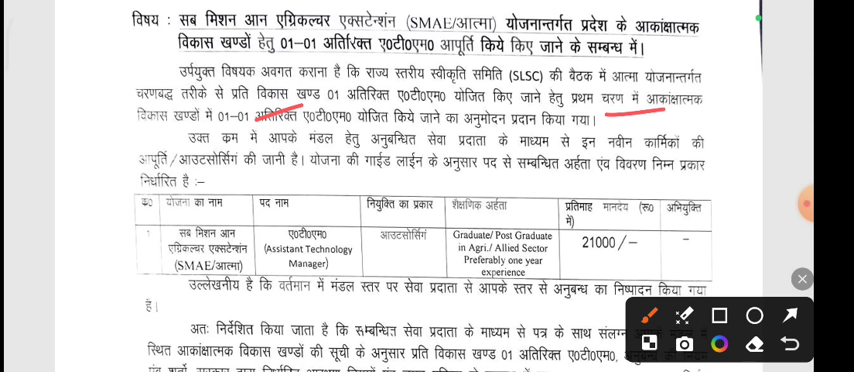 विषय : सब मिशन आन एग्रिकल्चर एक्सटेन्शंन (SMAE/आत्मा) योजनान्तर्गत प्रदेश के आकांक्षात्मक
विकास खण्डों हेतु 01–01 अतिरिक्त ए०टी०एम० आपूर्ति किये किए जाने के सम्बन्ध में।
उर्पयुक्त विषयक अवगत कराना है कि राज्य स्तरीय स्वीकृति समिति (SLSC) की बैठक में आत्मा योजनान्तर्गत
चरणबद्ध तरीके से प्रति विकास खण्ड 01 अतिरिक्त ए०टी०एम० योजित किए जाने हेतु प्रथम चरण में आकांक्षात्मक
विकास खण्डों में 01–01 अतिरिक्त ए०टी०एम० योजित किये जाने का अनुमोदन प्रदान किया गया।
उक्त कम में आपके मंडल हेतु अनुबन्धित सेवा प्रदाता के माध्यम से इन नवीन कार्मिकों की
आपूर्ति/आउटसोर्सिंग की जानी है। योजना की गाईड लाईन के अनुसार पद से सम्बन्धित अर्हता एंव विवरण निम्न प्रकार
निर्धारित है :–
क० योजना का नाम पद नाम नियुक्ति का प्रकार शैक्षणिक अर्हता प्रतिमाह मानदेय (रू० में) अभियुक्ति
1 सब मिशन आन ए०टी०एम० आउटसोर्सिगं Graduate/ Post Graduate 21000/– –
एग्रिकल्चर एक्सटेन्शंन (Assistant Technology in Agri./ Allied Sector
(SMAE/आत्मा) Manager) Preferably one year
experience
उल्लेखनीय है कि वर्तमान में मंडल स्तर पर सेवा प्रदाता से आपके स्तर से अनुबन्ध का निष्पादन किया गया
है।
अतः निर्देशित किया जाता है कि सम्बन्धित सेवा प्रदाता के माध्यम से पत्र के साथ संलग्न
स्थित आकांक्षात्मक विकास खण्डों की सूची के अनुसार प्रति विकास खण्ड 01 अतिरिक्त ए०टी०एम०,